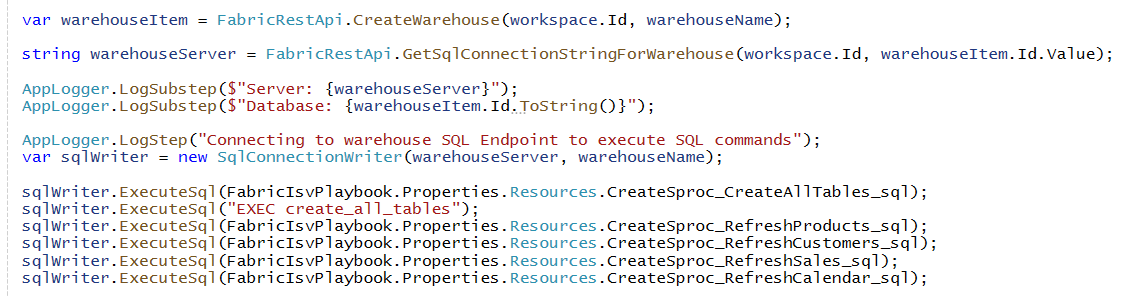 var warehouseItem = FabricRestApi.CreateWarehouse(workspace.Id, warehouseName);
string warehouseServer = FabricRestApi.GetSqlConnectionStringForWarehouse(workspace.Id, warehouseItem.Id.Value);
AppLogger.LogSubstep($"Server: {warehouseServer}");
AppLogger.LogSubstep($"Database: {warehouseItem.Id.ToString()}");
AppLogger.LogStep("Connecting to warehouse SQL Endpoint to execute SQL commands");
var sqlWriter = new SqlConnectionWriter(warehouseServer, warehouseName);
sqlWriter.ExecuteSql(FabricIsvPlaybook.Properties.Resources.CreateSproc_CreateAllTables_sql);
sqlWriter.ExecuteSql("EXEC create_all_tables");
sqlWriter.ExecuteSql(FabricIsvPlaybook.Properties.Resources.CreateSproc_RefreshProducts_sql);
sqlWriter.ExecuteSql(FabricIsvPlaybook.Properties.Resources.CreateSproc_RefreshCustomers_sql);
sqlWriter.ExecuteSql(FabricIsvPlaybook.Properties.Resources.CreateSproc_RefreshSales_sql);
sqlWriter.ExecuteSql(FabricIsvPlaybook.Properties.Resources.CreateSproc_RefreshCalendar_sql);